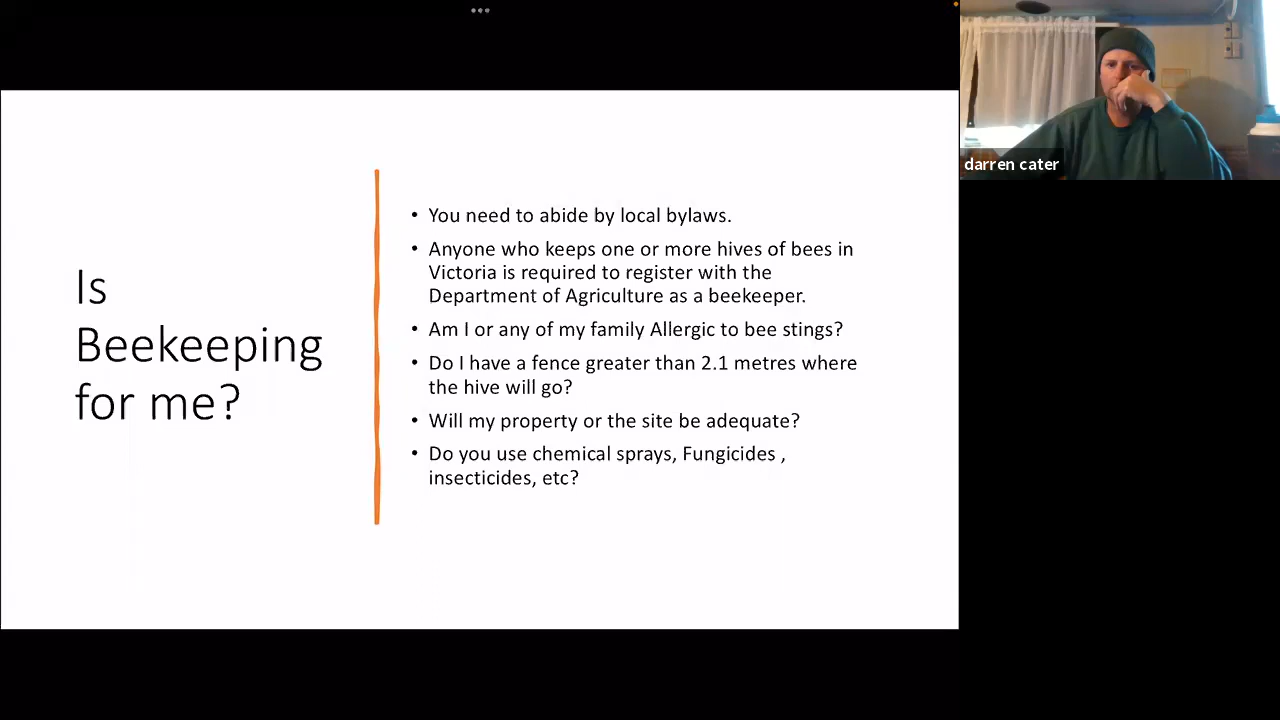 Is
Beekeeping
for me?
• You need to abide by local bylaws.
• Anyone who keeps one or more hives of bees in
Victoria is required to register with the
Department of Agriculture as a beekeeper.
• Am I or any of my family Allergic to bee stings?
• Do I have a fence greater than 2.1 metres where
the hive will go?
• Will my property or the site be adequate?
• Do you use chemical sprays, Fungicides ,
insecticides, etc?
darren cater